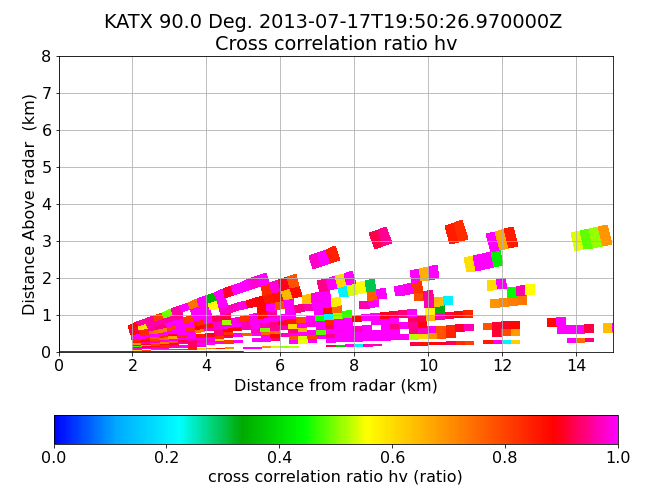 KATX 90.0 Deg. 2013-07-17T19:50:26.970000Z
Cross correlation ratio hv
8
7
6
5
4
3
2
1
0
Distance Above radar (km)
0 2 4 6 8 10 12 14
Distance from radar (km)
0.0 0.2 0.4 0.6 0.8 1.0
cross correlation ratio hv (ratio)